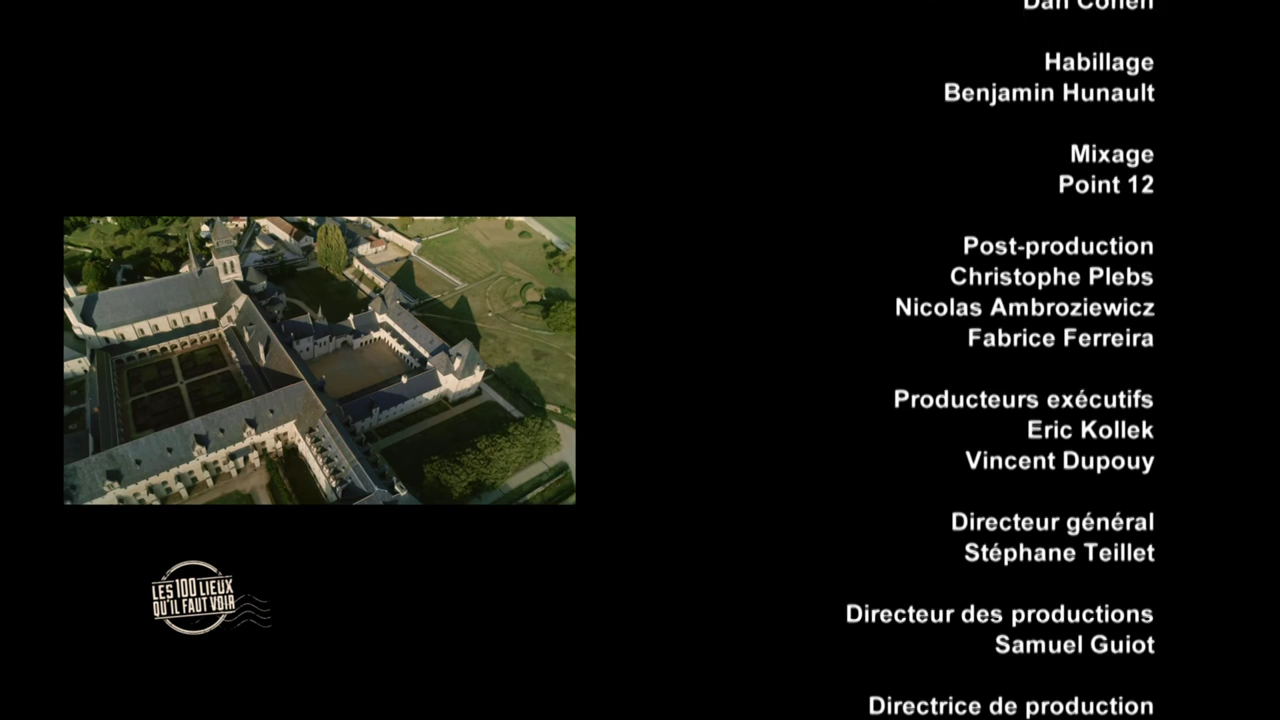 Dan Cohen
Habillage
Benjamin Hunault
Mixage
Point 12
Post-production
Christophe Plebs
Nicolas Ambroziewicz
Fabrice Ferreira
Producteurs exécutifs
Eric Kollek
Vincent Dupouy
Directeur général
Stéphane Teillet
Directeur des productions
Samuel Guiot
Directrice de production
LES 100 LIEUX
QU'IL FAUT VOIR